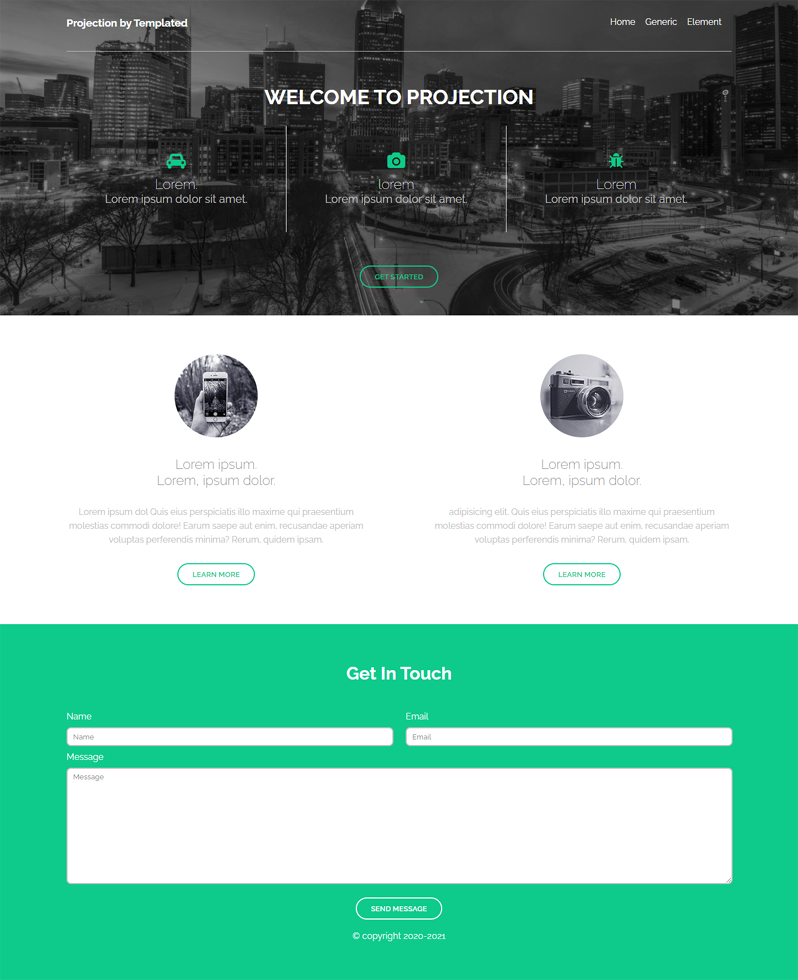 Projection by Templated
Home Generic Element
WELCOME TO PROJECTION
Lorem.
Lorem ipsum dolor sit amet.
lorem
Lorem ipsum dolor sit amet.
Lorem
Lorem ipsum dolor sit amet.
GET STARTED
Lorem ipsum.
Lorem, ipsum dolor.
Lorem ipsum dol Quis eius perspiciatis illo maxime qui praesentium
molestias commodi dolore! Earum saepe aut enim, recusandae aperiam
voluptas perferendis minima? Rerum, quidem ipsam.
LEARN MORE
Lorem ipsum.
Lorem, ipsum dolor.
adipisicing elit. Quis eius perspiciatis illo maxime qui praesentium
molestias commodi dolore! Earum saepe aut enim, recusandae aperiam
voluptas perferendis minima? Rerum, quidem ipsam.
LEARN MORE
Get In Touch
Name
Name
Email
Email
Message
Message
SEND MESSAGE
© copyright 2020-2021